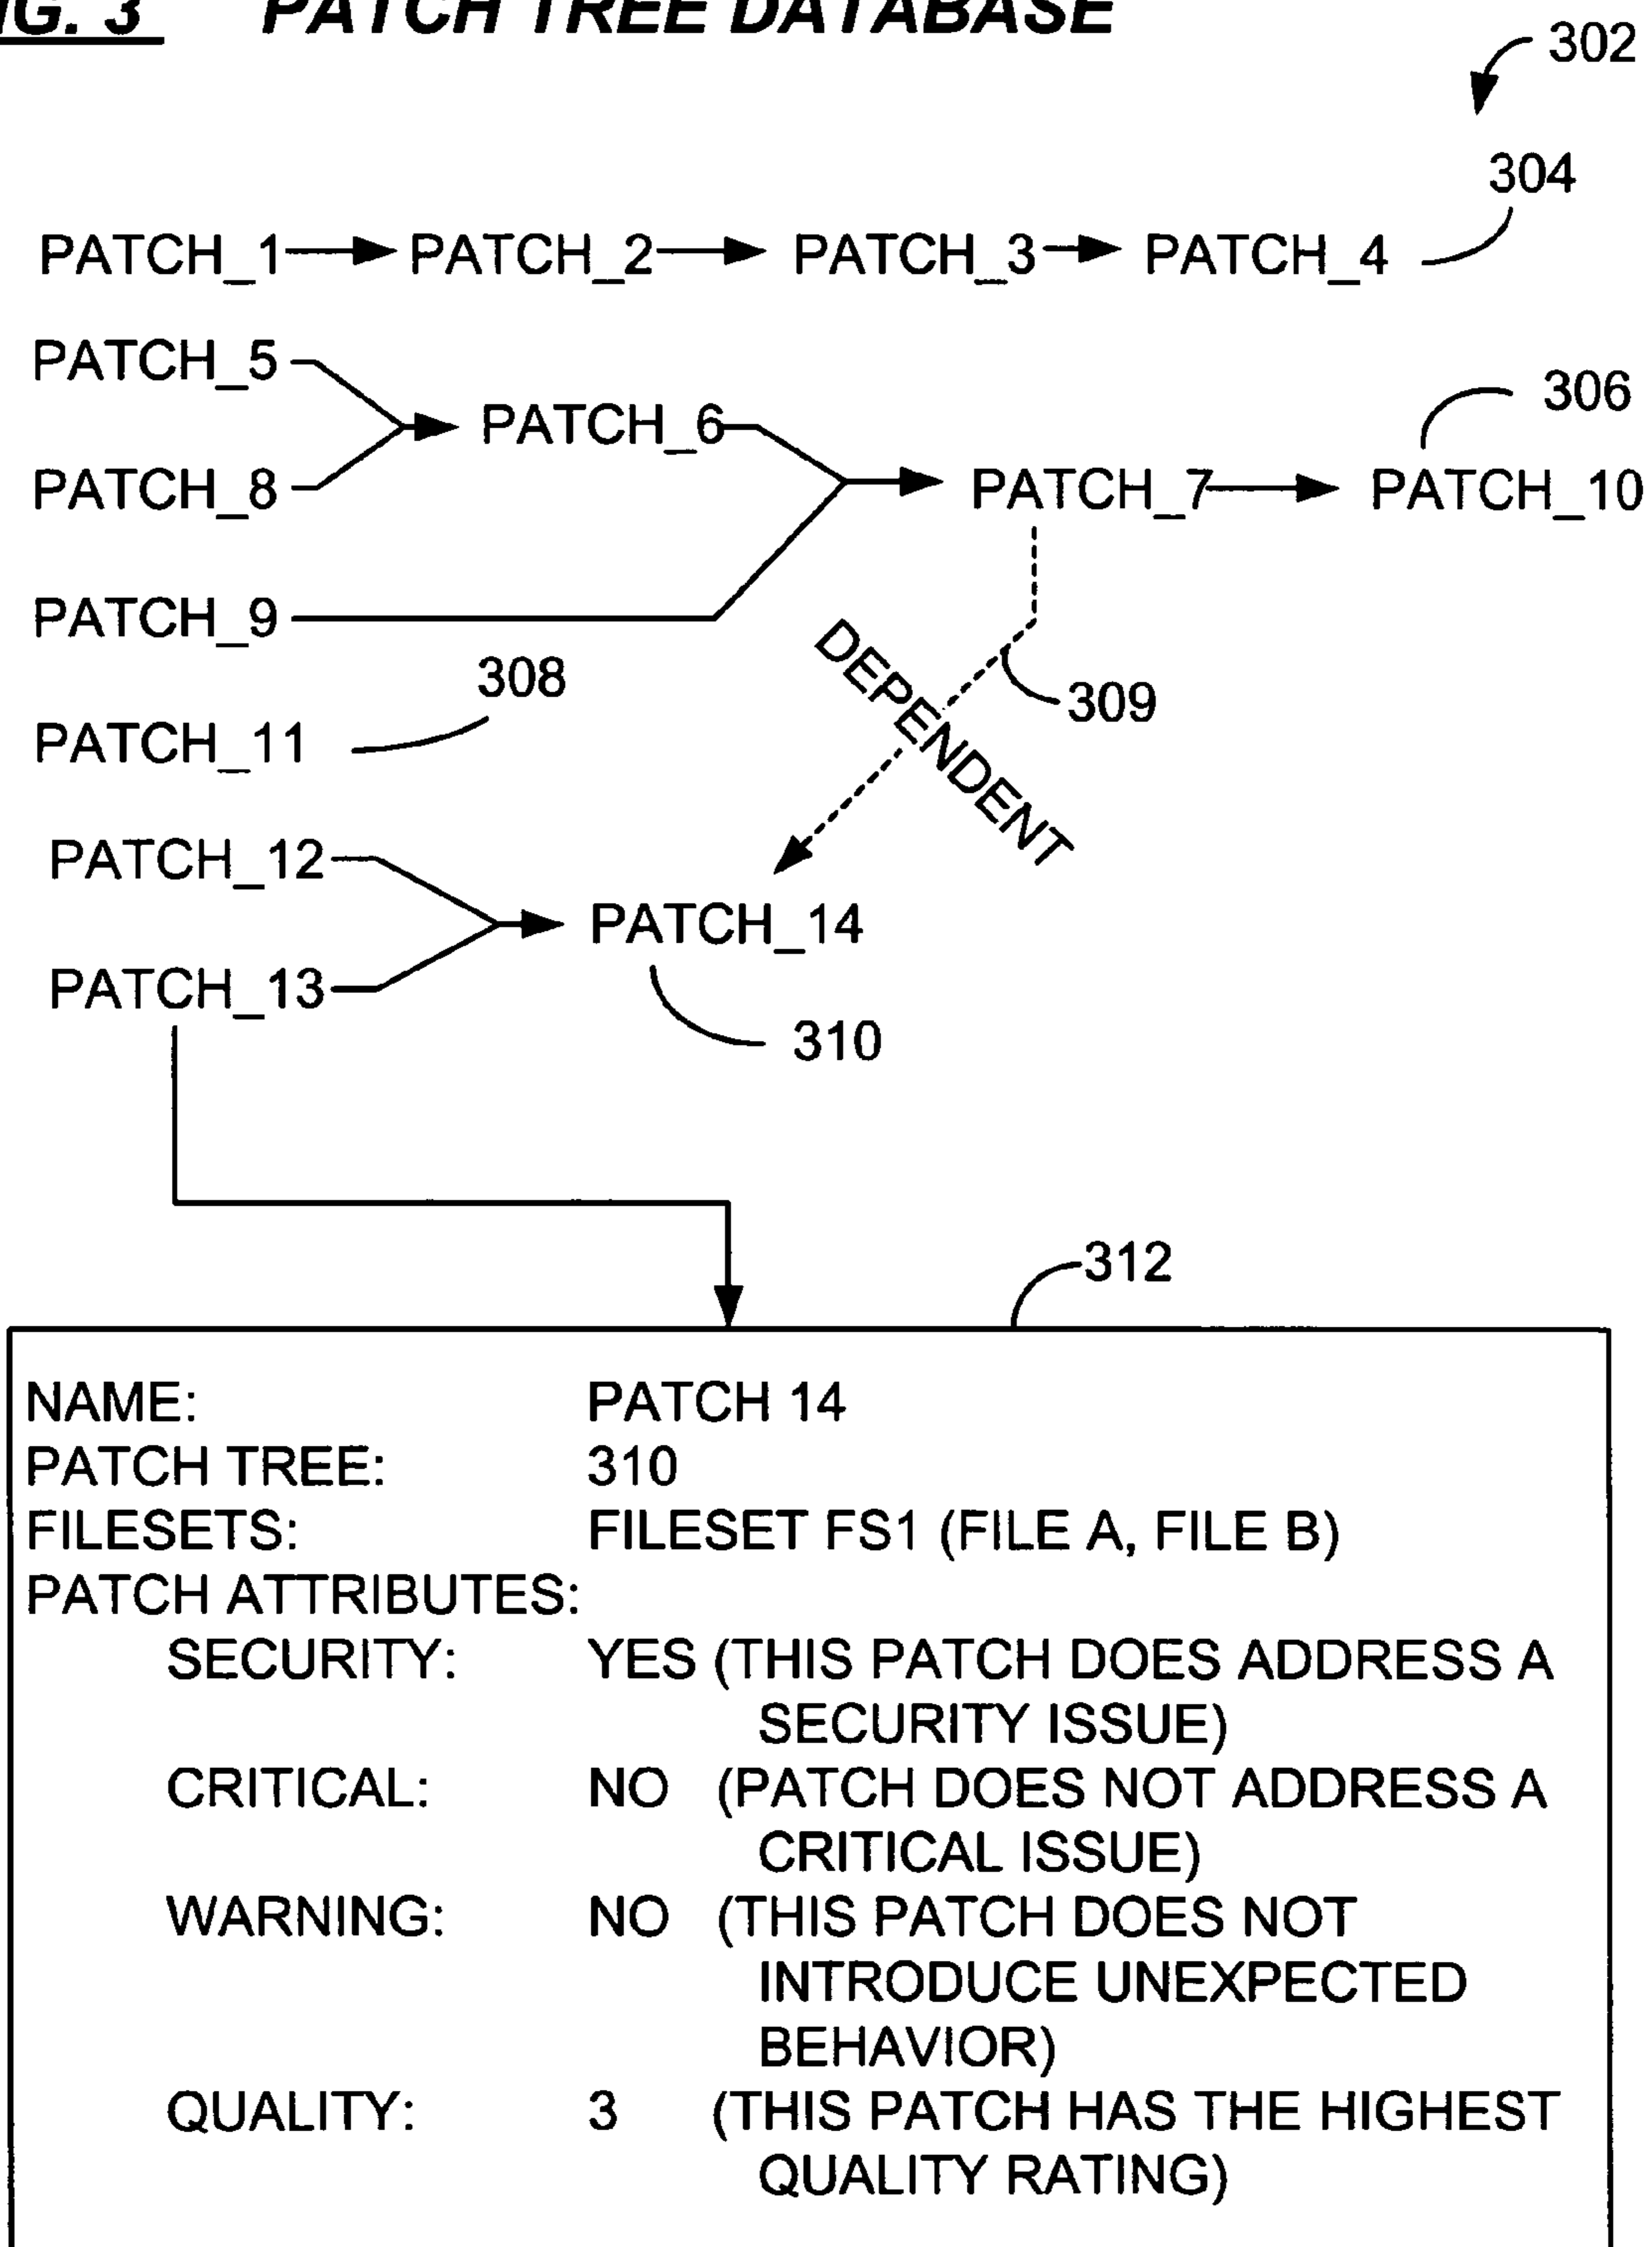 IG. 3 PATCH TREE DATABASE
302
304
PATCH_1 PATCH_2 PATCH_3 PATCH_4
PATCH_5
306
PATCH_6
PATCH_8 PATCH_7 PATCH_10
PATCH_9
DEPENDENT
308
309
PATCH_11
PATCH_12
PATCH_14
PATCH_13
310
312
NAME: PATCH 14
PATCH TREE: 310
FILESETS: FILESET FS1 (FILE A, FILE B)
PATCH ATTRIBUTES:
SECURITY: YES (THIS PATCH DOES ADDRESS A
SECURITY ISSUE)
CRITICAL: NO (PATCH DOES NOT ADDRESS A
CRITICAL ISSUE)
WARNING: NO (THIS PATCH DOES NOT
INTRODUCE UNEXPECTED
BEHAVIOR)
QUALITY: 3 (THIS PATCH HAS THE HIGHEST
QUALITY RATING)